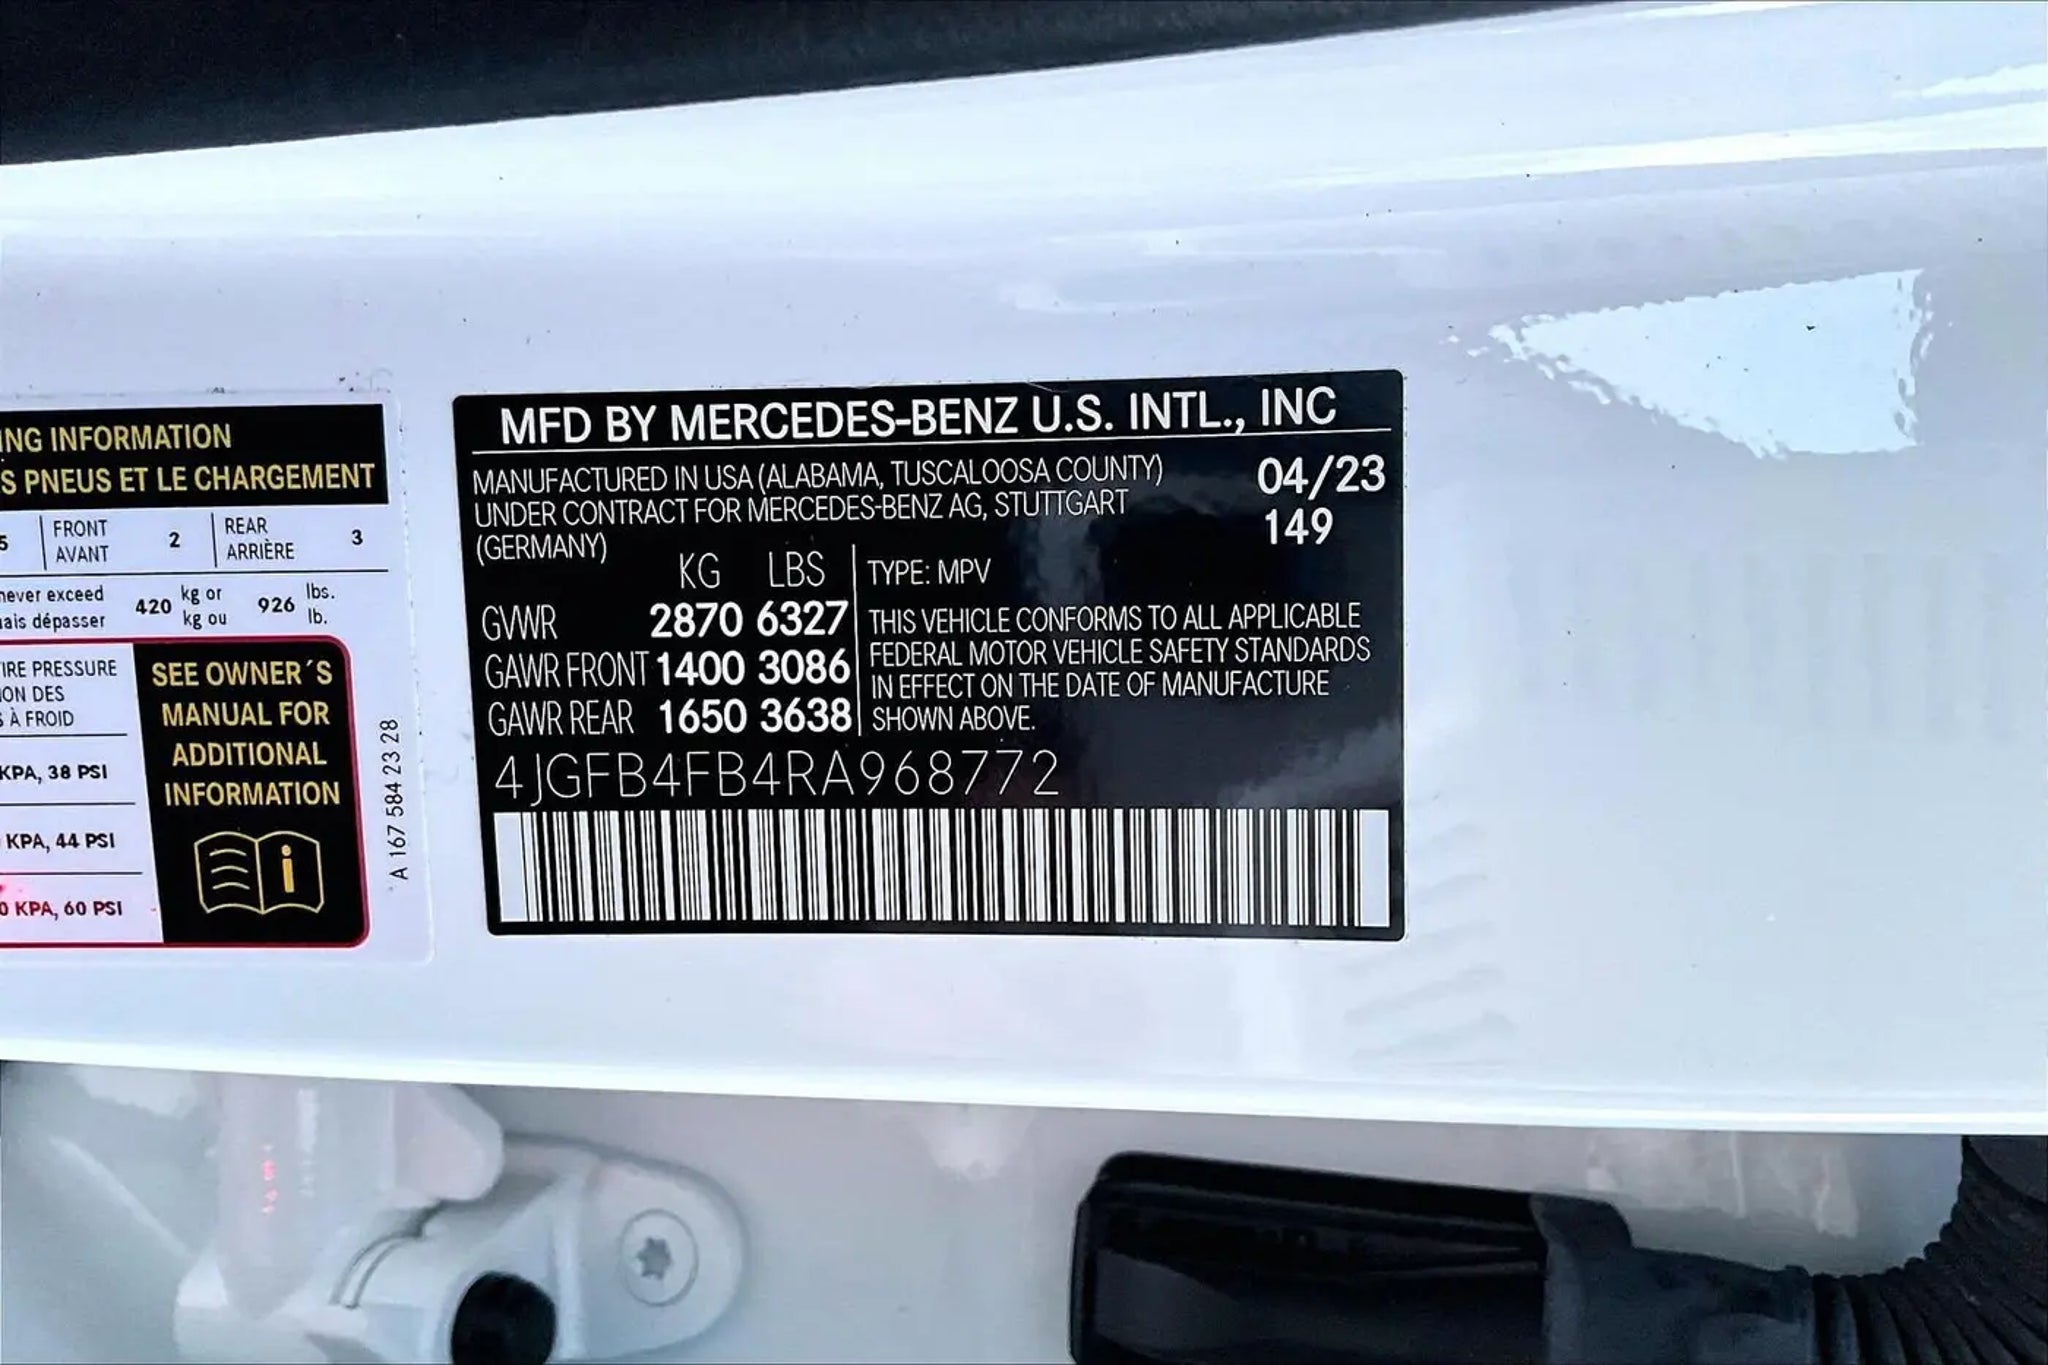 ING INFORMATION
S PNEUS ET LE CHARGEMENT
5 FRONT AVANT 2 REAR ARRIÈRE 3
never exceed 420 kg or 926 lbs.
ais dépasser kg ou lb.
IRE PRESSURE
ON DES
À FROID
KPA, 38 PSI
KPA, 44 PSI
0 KPA, 60 PSI
SEE OWNER´S
MANUAL FOR
ADDITIONAL
INFORMATION
i
A 167 584 23 28
MFD BY MERCEDES-BENZ U.S. INTL., INC
MANUFACTURED IN USA (ALABAMA, TUSCALOOSA COUNTY) 04/23
UNDER CONTRACT FOR MERCEDES-BENZ AG, STUTTGART 149
(GERMANY)
KG LBS
GVWR 2870 6327
GAWR FRONT 1400 3086
GAWR REAR 1650 3638
TYPE: MPV
THIS VEHICLE CONFORMS TO ALL APPLICABLE
FEDERAL MOTOR VEHICLE SAFETY STANDARDS
IN EFFECT ON THE DATE OF MANUFACTURE
SHOWN ABOVE.
4JGFB4FB4RA968772